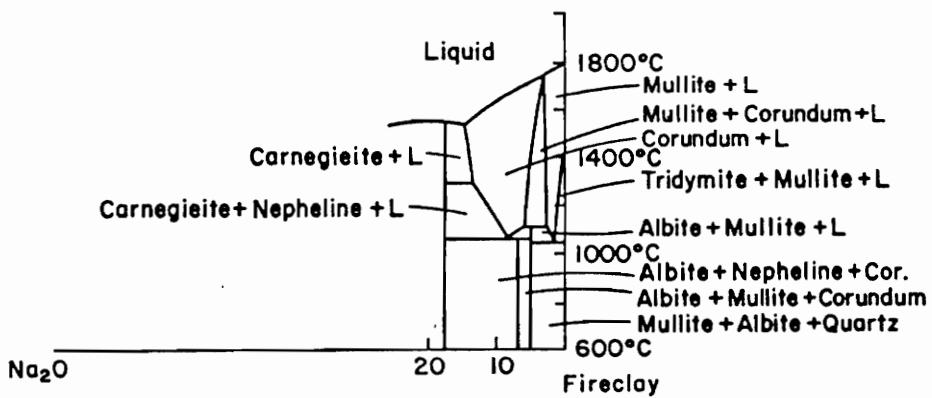 Liquid
1800°C
Mullite + L
Mullite + Corundum + L
Corundum + L
Carnegieite + L
1400°C
Tridymite + Mullite + L
Carnegieite + Nepheline + L
Albite + Mullite + L
1000°C
Albite + Nepheline + Cor.
Albite + Mullite + Corundum
Mullite + Albite + Quartz
600°C
Na₂O
20
10
Fireclay